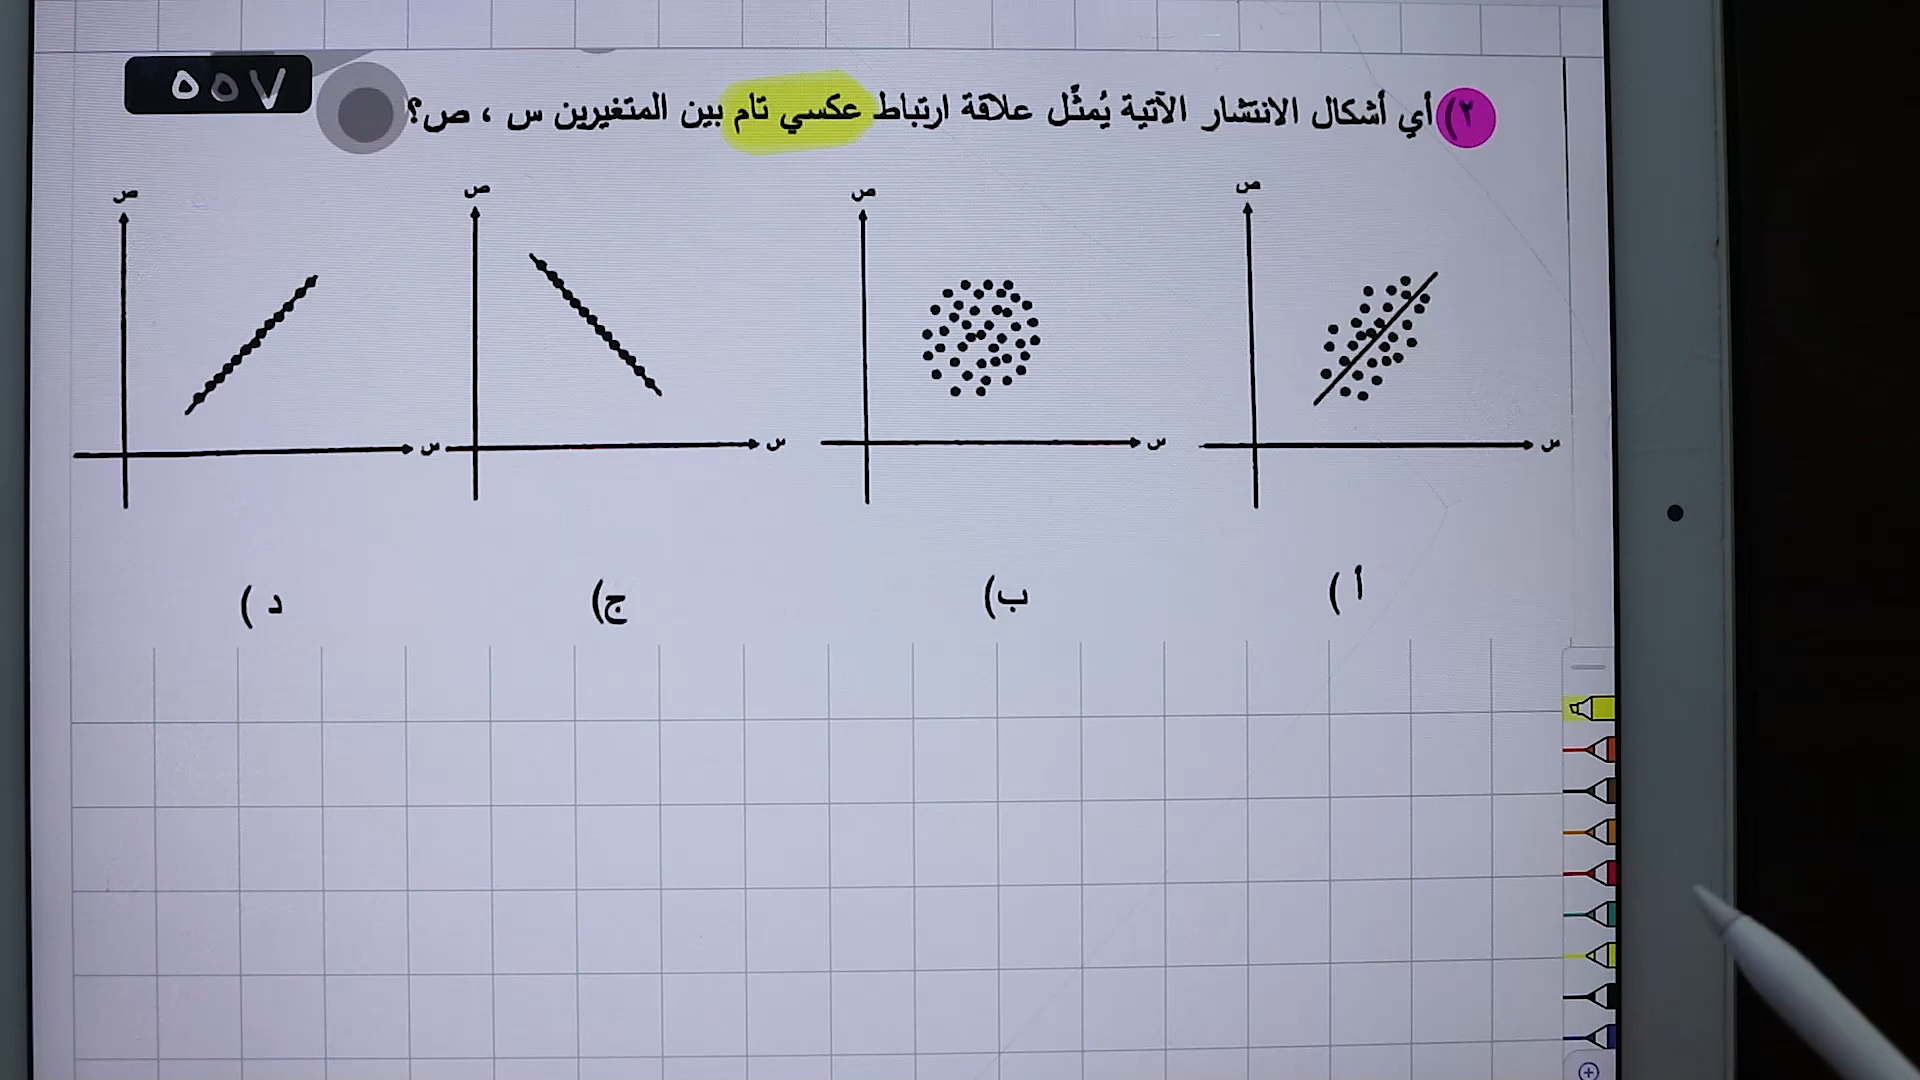 ٥٥٧
٢) أي أشكال الانتشار الآتية يُمثِّل علاقة ارتباط عكسي تام بين المتغيرين س ، ص؟
ص ص ص ص
س س س س
أ ) ب) ج) د )